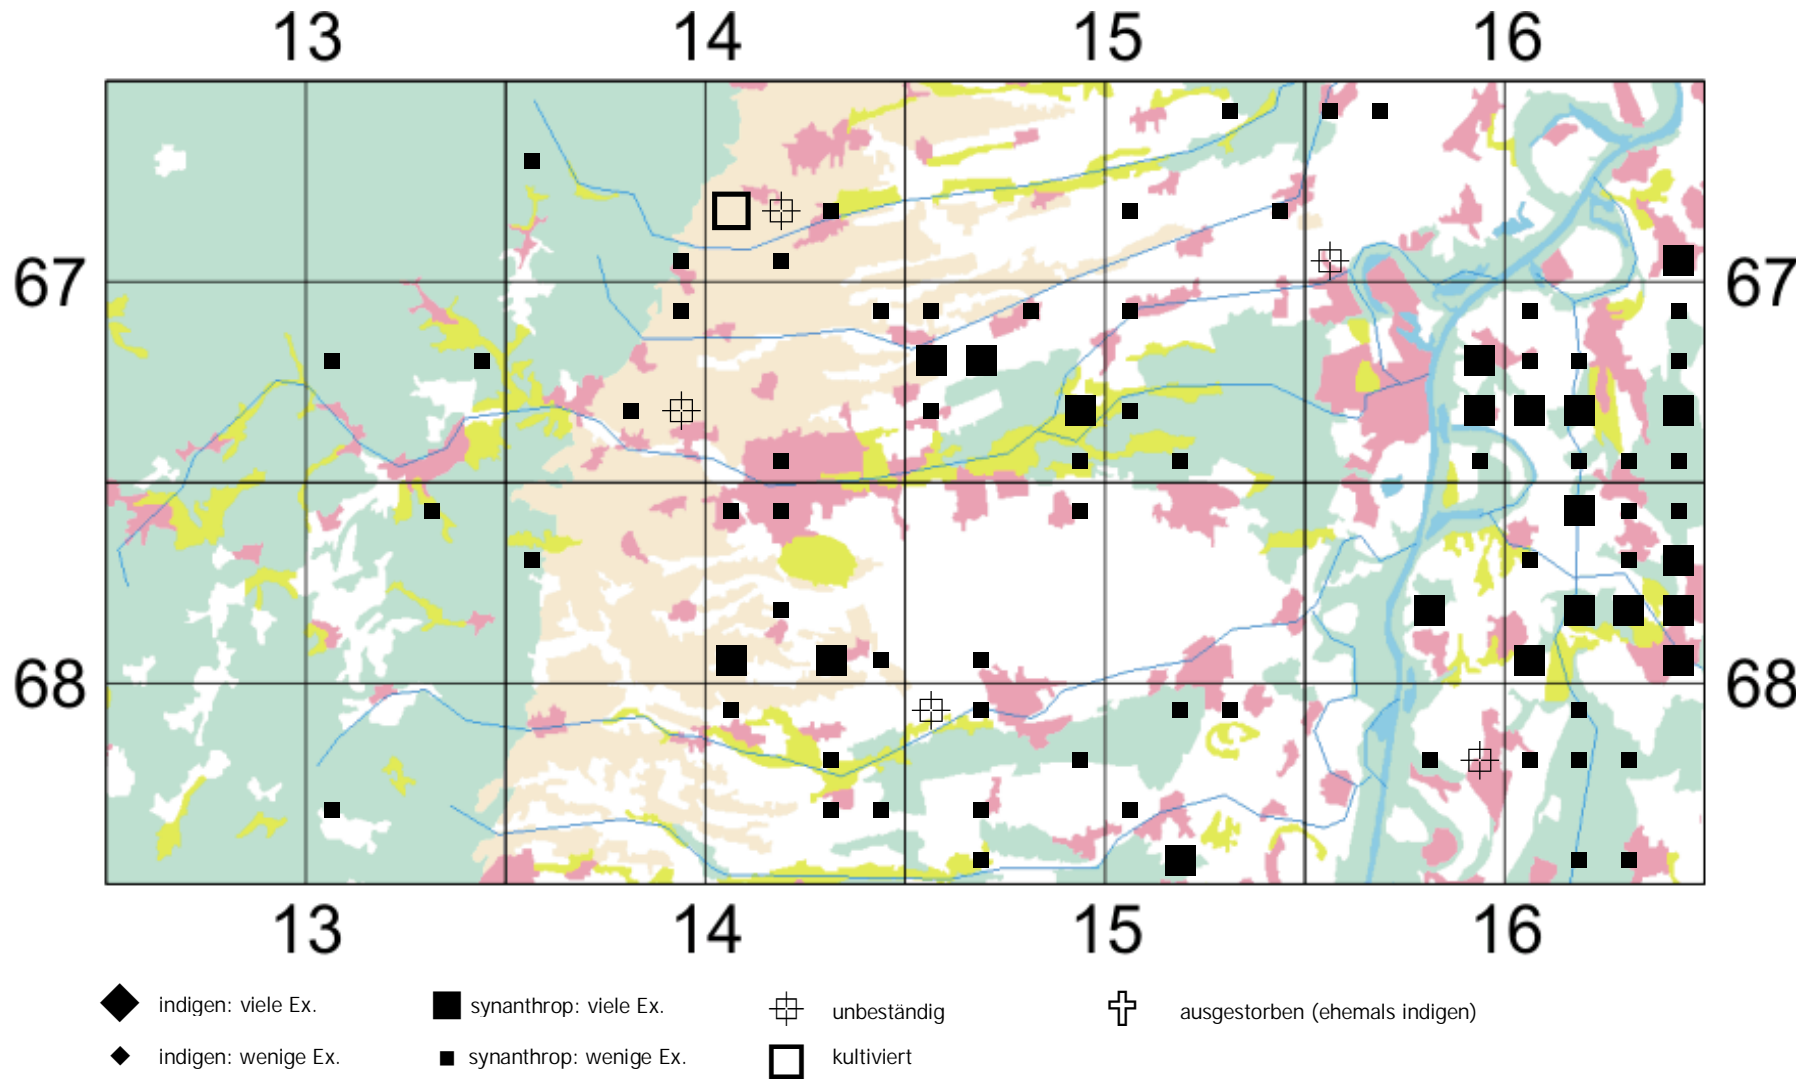 13 14 15 16
67 67
68 68
13 14 15 16
indigen: viele Ex. synanthrop: viele Ex. unbeständig ausgestorben (ehemals indigen)
indigen: wenige Ex. synanthrop: wenige Ex. kultiviert